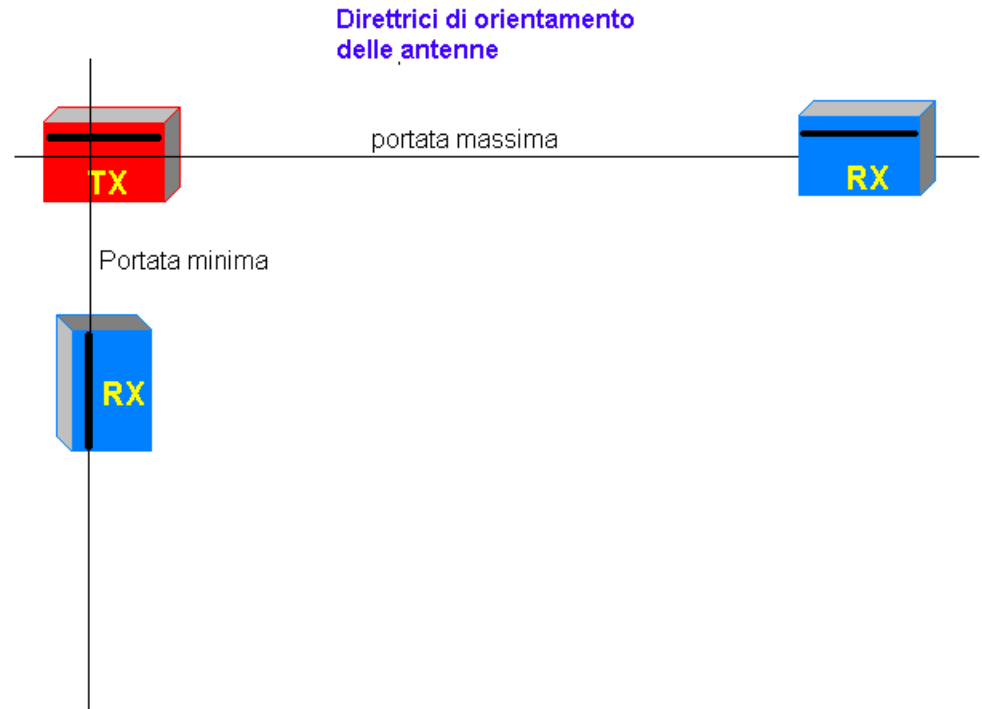 Direttrici di orientamento
delle antenne
portata massima
TX
RX
Portata minima
RX